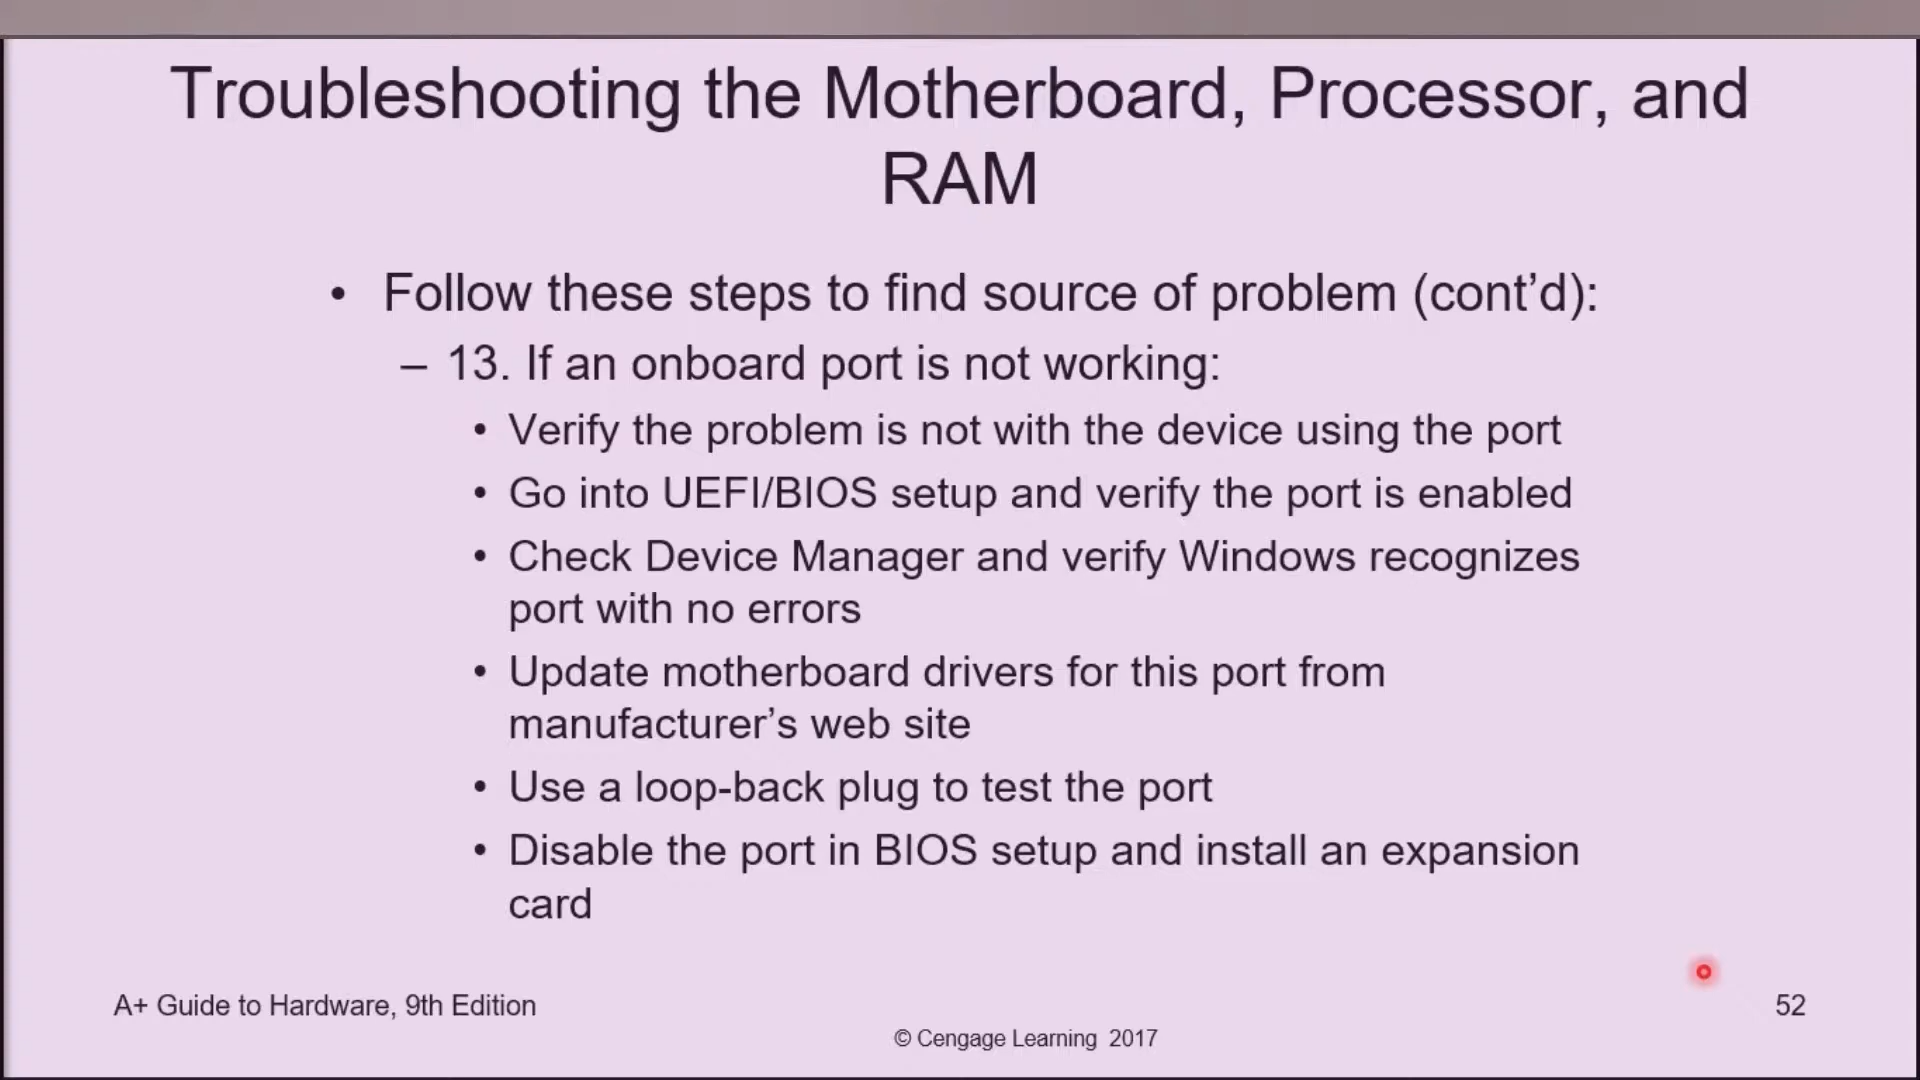 Troubleshooting the Motherboard, Processor, and
RAM
• Follow these steps to find source of problem (cont’d):
– 13. If an onboard port is not working:
• Verify the problem is not with the device using the port
• Go into UEFI/BIOS setup and verify the port is enabled
• Check Device Manager and verify Windows recognizes
port with no errors
• Update motherboard drivers for this port from
manufacturer’s web site
• Use a loop-back plug to test the port
• Disable the port in BIOS setup and install an expansion
card
A+ Guide to Hardware, 9th Edition
52
© Cengage Learning 2017